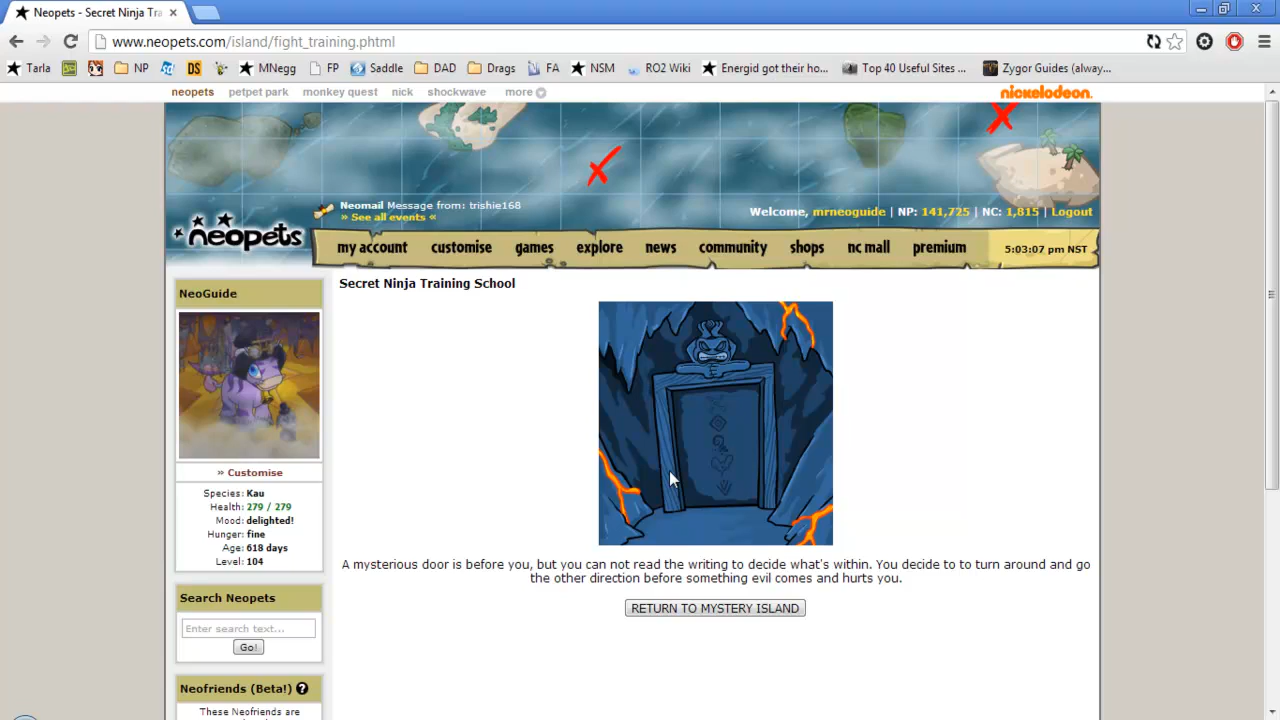 Neopets - Secret Ninja Tra
www.neopets.com/island/fight_training.phtml
Tarla
DS
NP
MNegg
FP
Saddle
DAD
Drags
FA
NSM
RO2 Wiki
Energid got their ho...
Top 40 Useful Sites ...
Zygor Guides (alway...
neopets petpet park monkey quest nick shockwave more
nickelodeon.
neopets
Neomail Message from: trishie168
» See all events «
Welcome, mrneoguide | NP: 141,725 | NC: 1,815 | Logout
my account customise games explore news community shops nc mall premium 5:03:07 pm NST
NeoGuide
» Customise
Species: Kau
Health: 279 / 279
Mood: delighted!
Hunger: fine
Age: 618 days
Level: 104
Search Neopets
Enter search text...
Go!
Neofriends (Beta!) ?
These Neofriends are
Secret Ninja Training School
A mysterious door is before you, but you can not read the writing to decide what's within. You decide to to turn around and go
the other direction before something evil comes and hurts you.
RETURN TO MYSTERY ISLAND